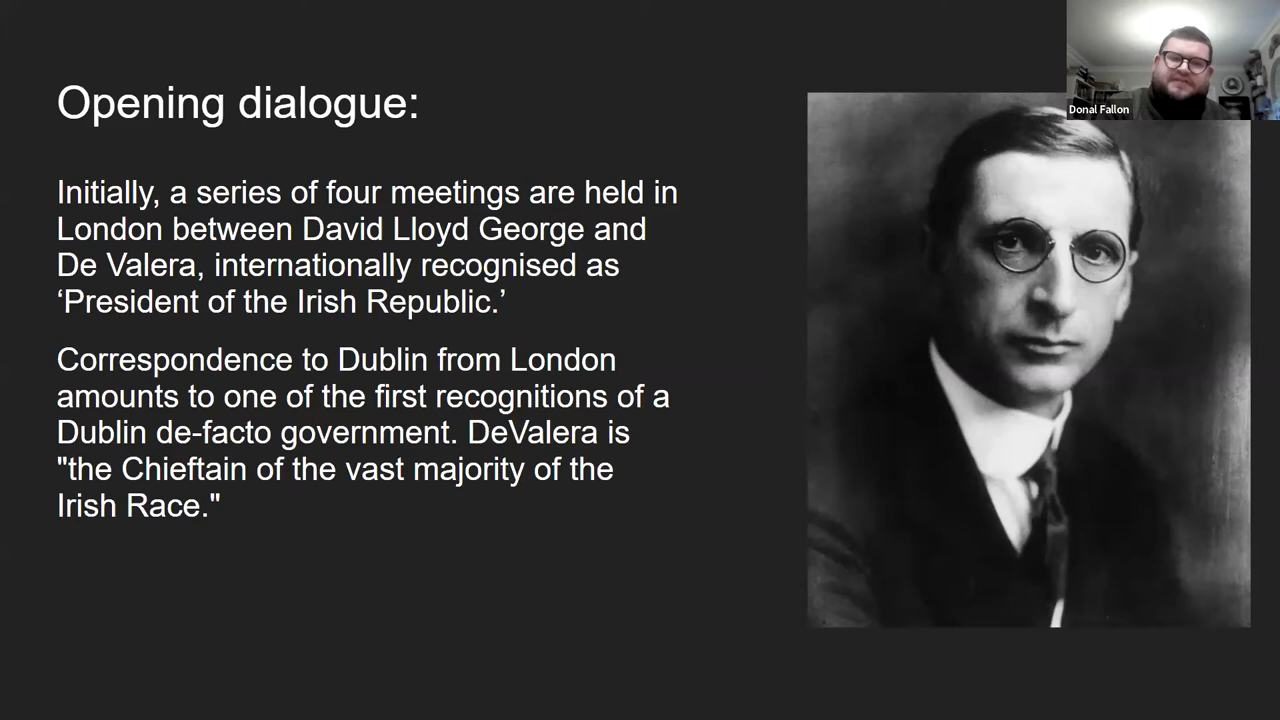 Opening dialogue:
Initially, a series of four meetings are held in
London between David Lloyd George and
De Valera, internationally recognised as
‘President of the Irish Republic.’
Correspondence to Dublin from London
amounts to one of the first recognitions of a
Dublin de-facto government. DeValera is
"the Chieftain of the vast majority of the
Irish Race."
Donal Fallon